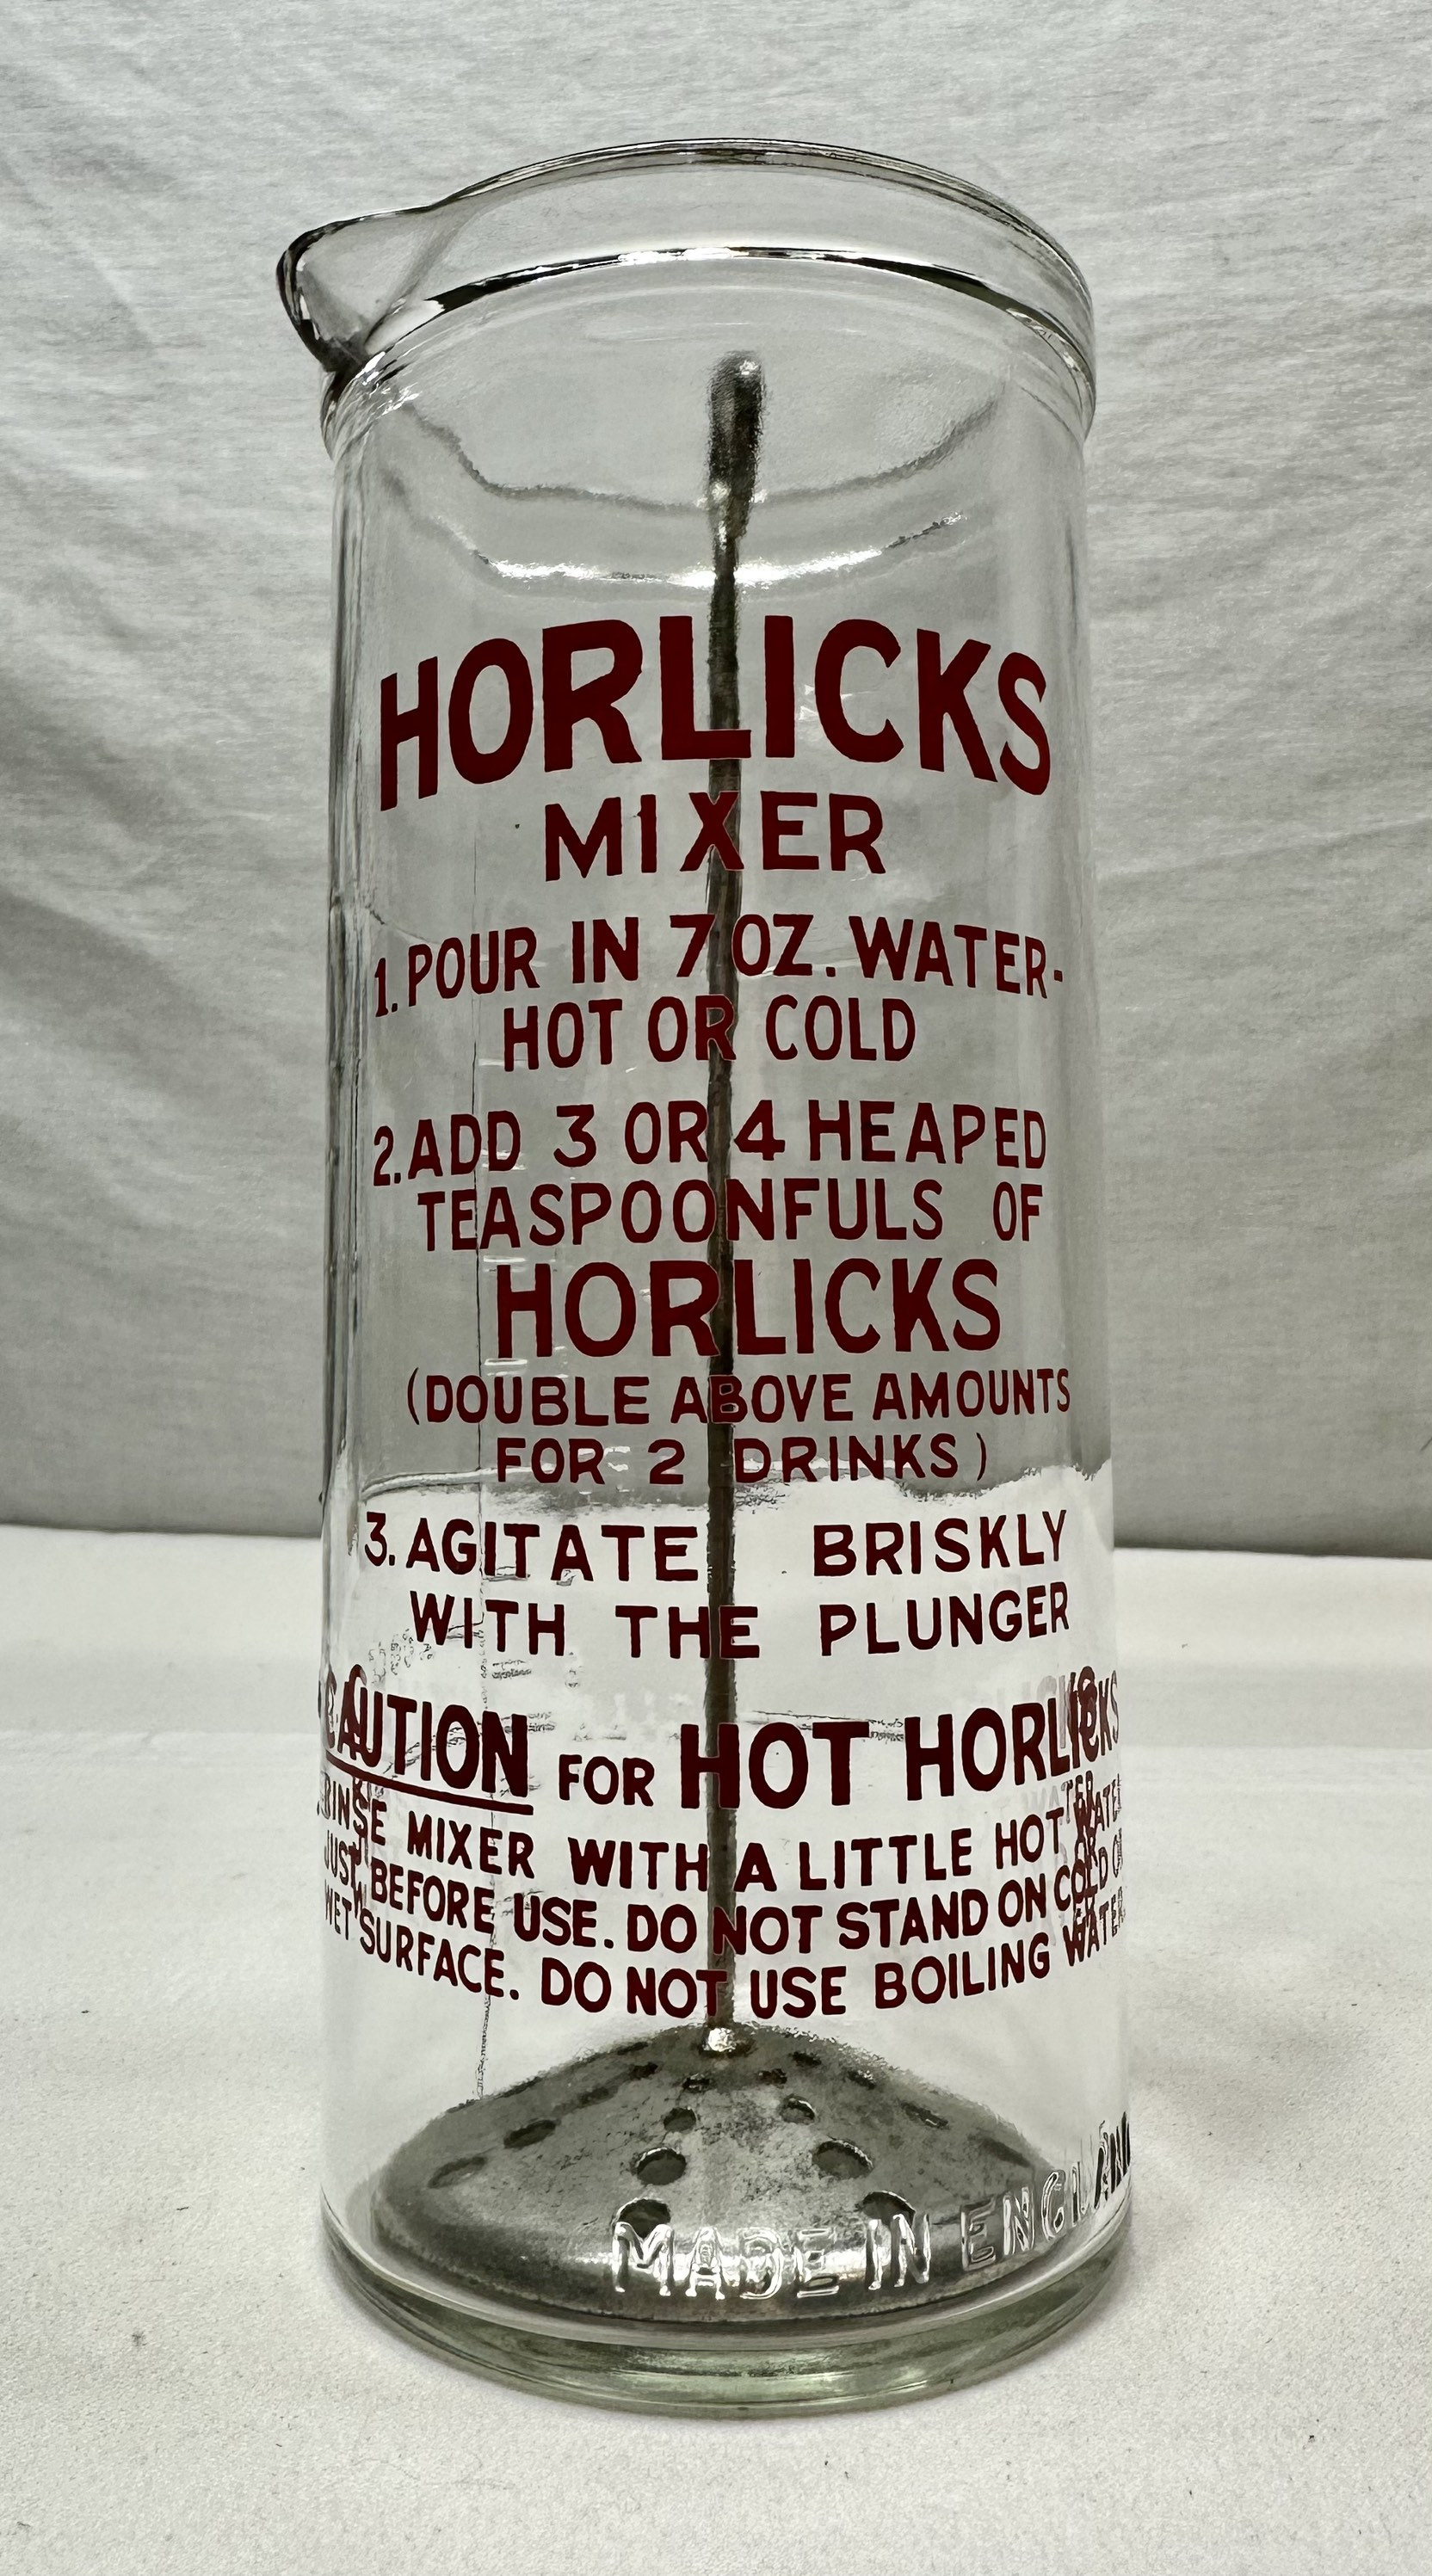 HORLICKS
MIXER
1. POUR IN 7 OZ. WATER-
HOT OR COLD
2. ADD 3 OR 4 HEAPED
TEASPOONFULS OF
HORLICKS
(DOUBLE ABOVE AMOUNTS
FOR 2 DRINKS)
3. AGITATE BRISKLY
WITH THE PLUNGER
CAUTION FOR HOT HORLICKS
RINSE MIXER WITH A LITTLE HOT WATER
JUST BEFORE USE. DO NOT STAND ON COLD OR
WET SURFACE. DO NOT USE BOILING WATER.
MADE IN ENGLAND